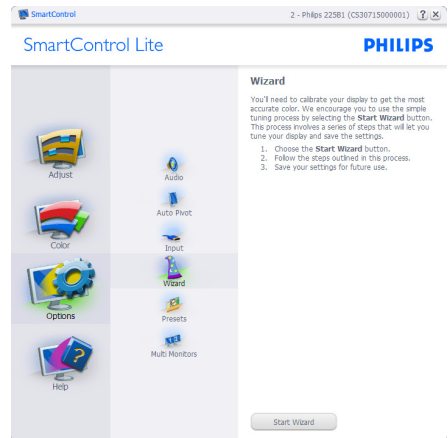 SmartControl
2 - Philips 225B1 (CS30715000001) ? X
SmartControl Lite
PHILIPS
Adjust
Color
Options
Help
Audio
Auto Pivot
Input
Wizard
Presets
Multi Monitors
Wizard
You'll need to calibrate your display to get the most
accurate color. We encourage you to use the simple
tuning process by selecting the Start Wizard button.
This process involves a series of steps that will let you
tune your display and save the settings.
1. Choose the Start Wizard button.
2. Follow the steps outlined in this process.
3. Save your settings for future use.
Start Wizard